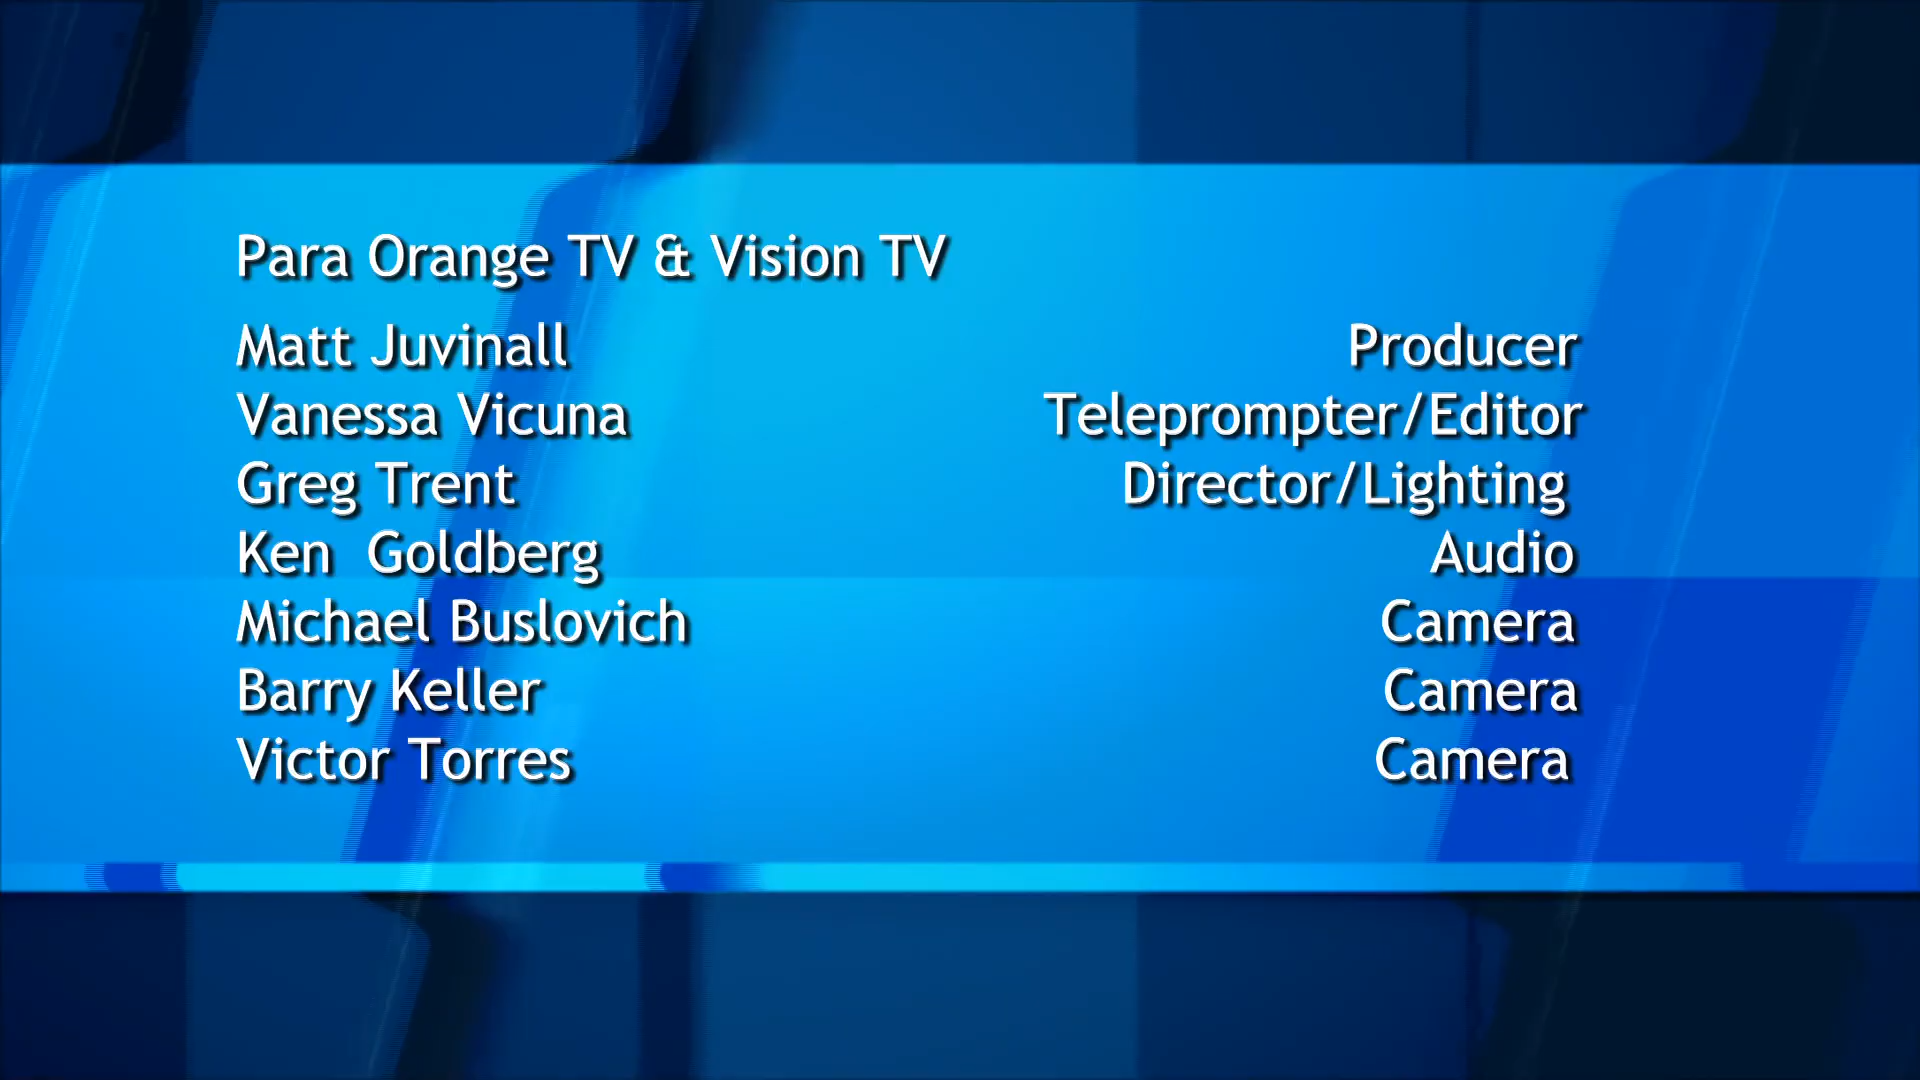 Para Orange TV & Vision TV
Matt Juvinall Producer
Vanessa Vicuna Teleprompter/Editor
Greg Trent Director/Lighting
Ken Goldberg Audio
Michael Buslovich Camera
Barry Keller Camera
Victor Torres Camera